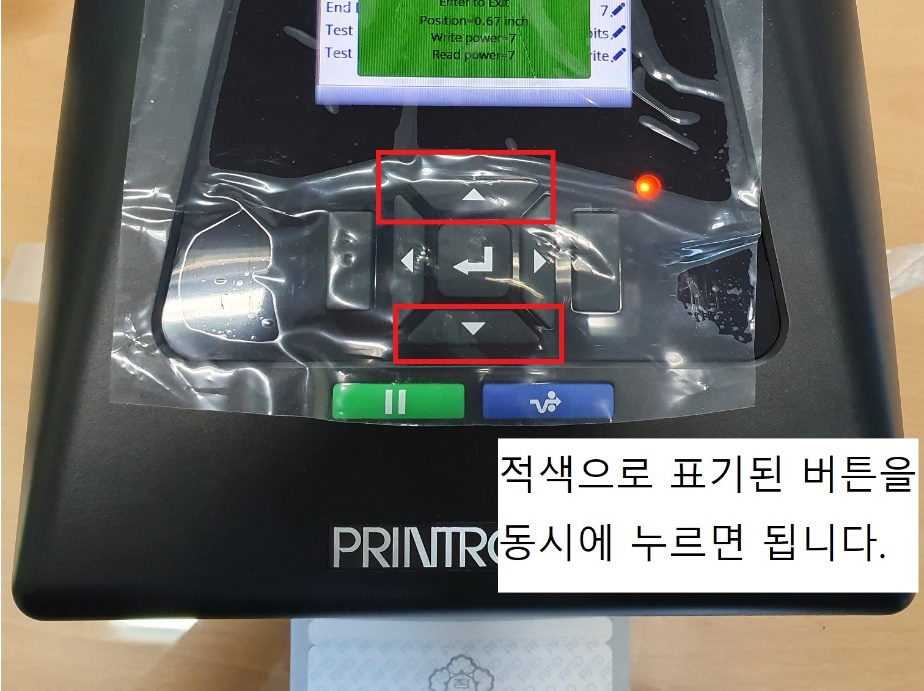 End
7
Enter to Exit
Position=0.67 inch
Test
bits
Write power=7
Test
rite
Read power=7
PRINTR
적색으로 표기된 버튼을
동시에 누르면 됩니다.